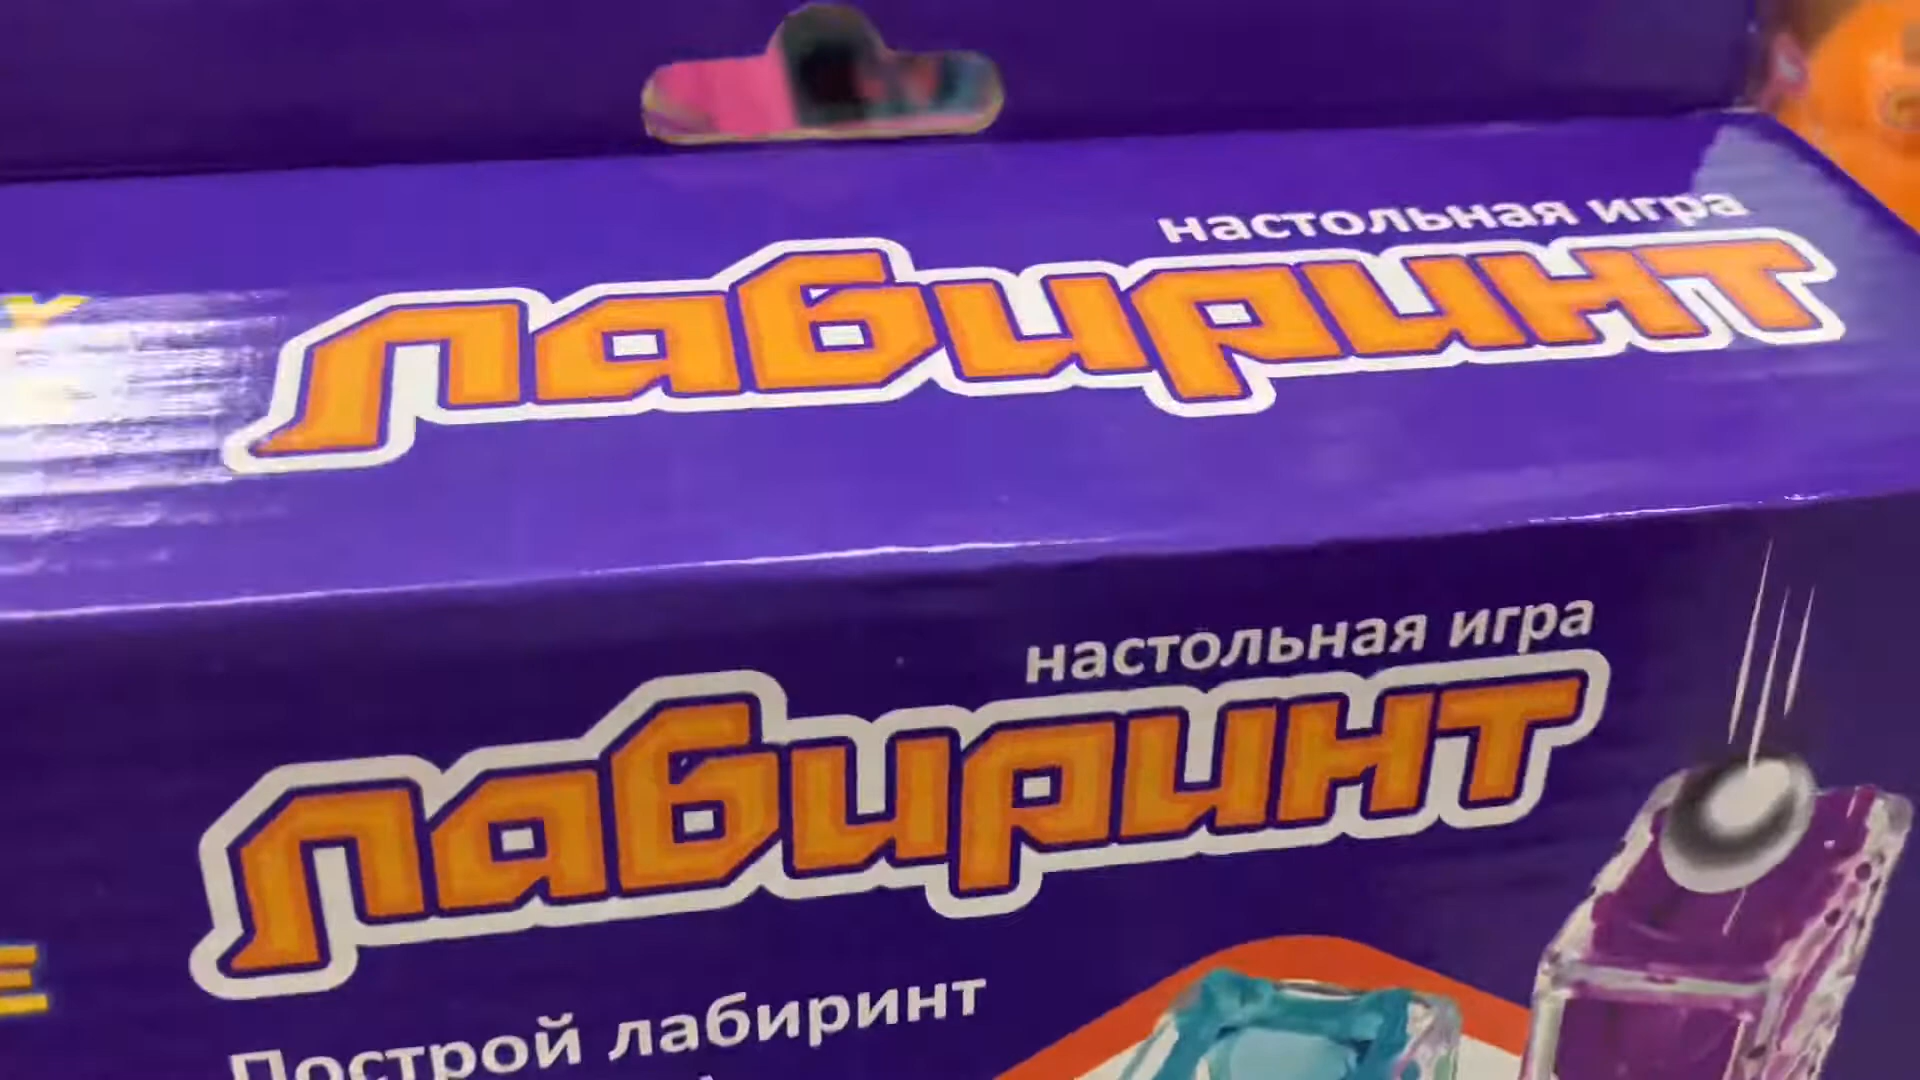 настольная игра
лабиринт
настольная игра
лабиринт
Построй лабиринт